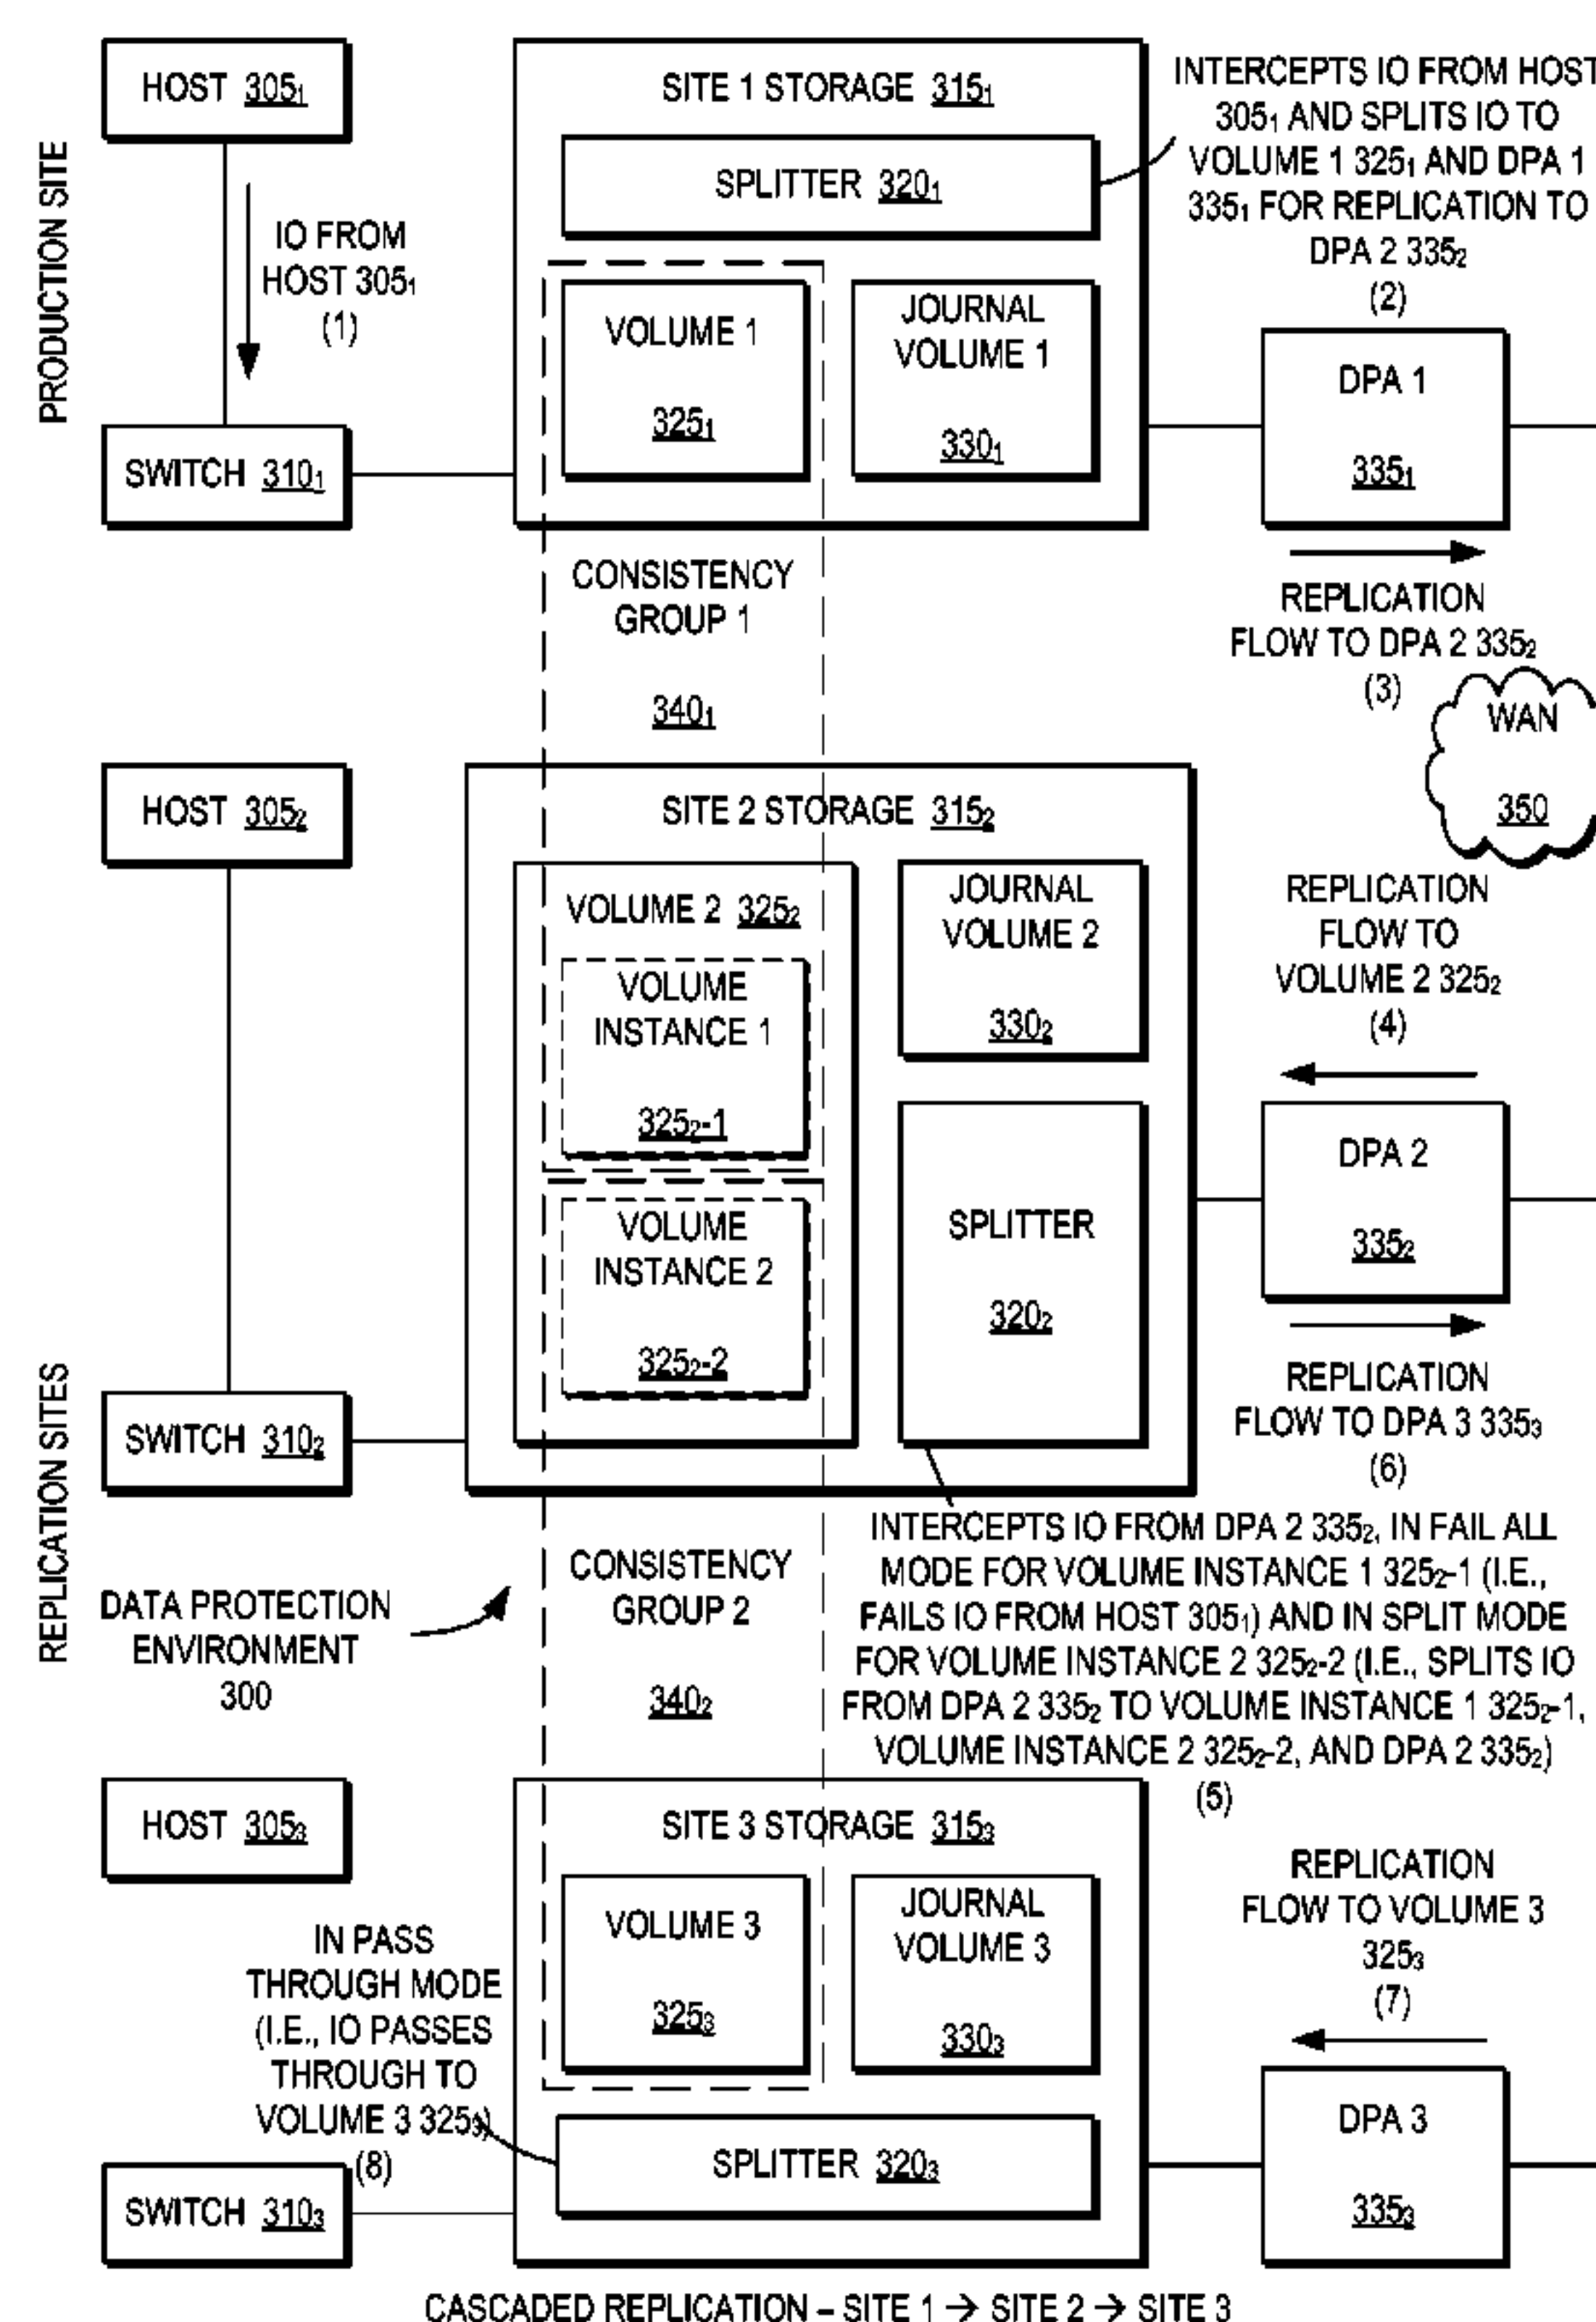 PRODUCTION SITE
HOST 305₁
IO FROM
HOST 305₁
(1)
SWITCH 310₁
SITE 1 STORAGE 315₁
SPLITTER 320₁
VOLUME 1
325₁
JOURNAL
VOLUME 1
330₁
INTERCEPTS IO FROM HOST
305₁ AND SPLITS IO TO
VOLUME 1 325₁ AND DPA 1
335₁ FOR REPLICATION TO
DPA 2 335₂
(2)
DPA 1
335₁
REPLICATION
FLOW TO DPA 2 335₂
(3)
CONSISTENCY
GROUP 1
340₁
WAN
350
REPLICATION SITES
HOST 305₂
SWITCH 310₂
SITE 2 STORAGE 315₂
VOLUME 2 325₂
VOLUME
INSTANCE 1
325₂-1
VOLUME
INSTANCE 2
325₂-2
JOURNAL
VOLUME 2
330₂
SPLITTER
320₂
REPLICATION
FLOW TO
VOLUME 2 325₂
(4)
DPA 2
335₂
REPLICATION
FLOW TO DPA 3 335₃
(6)
INTERCEPTS IO FROM DPA 2 335₂, IN FAIL ALL
MODE FOR VOLUME INSTANCE 1 325₂-1 (I.E.,
FAILS IO FROM HOST 305₁) AND IN SPLIT MODE
FOR VOLUME INSTANCE 2 325₂-2 (I.E., SPLITS IO
FROM DPA 2 335₂ TO VOLUME INSTANCE 1 325₂-1,
VOLUME INSTANCE 2 325₂-2, AND DPA 2 335₂)
(5)
CONSISTENCY
GROUP 2
340₂
DATA PROTECTION
ENVIRONMENT
300
HOST 305₃
IN PASS
THROUGH MODE
(I.E., IO PASSES
THROUGH TO
VOLUME 3 325₃)
(8)
SWITCH 310₃
SITE 3 STORAGE 315₃
VOLUME 3
325₃
JOURNAL
VOLUME 3
330₃
SPLITTER 320₃
REPLICATION
FLOW TO VOLUME 3
325₃
(7)
DPA 3
335₃
CASCADED REPLICATION – SITE 1 → SITE 2 → SITE 3